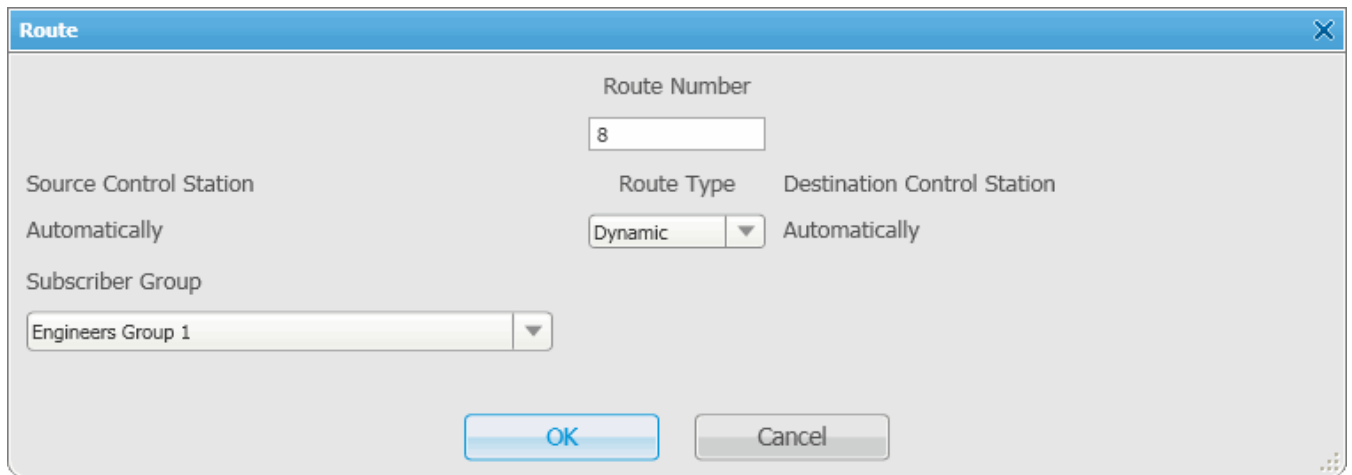 Route
Route Number
8
Source Control Station
Route Type
Destination Control Station
Automatically
Dynamic
Automatically
Subscriber Group
Engineers Group 1
OK
Cancel